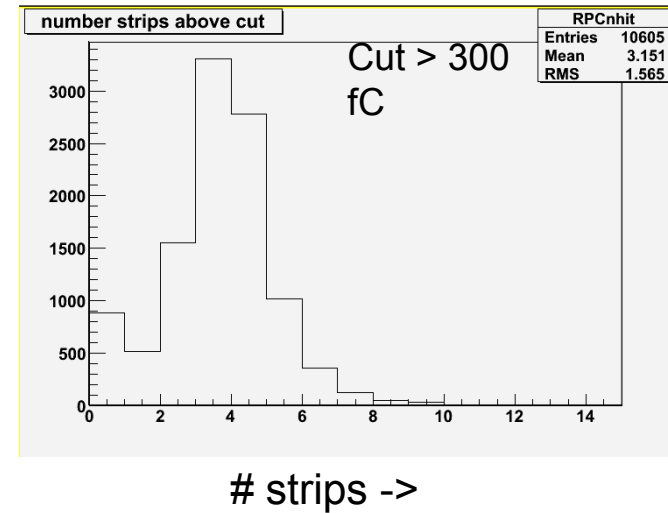 number strips above cut
RPCnhit
Entries 10605
Mean 3.151
RMS 1.565
Cut > 300
fC
3000
2500
2000
1500
1000
500
0
0 2 4 6 8 10 12 14
# strips ->